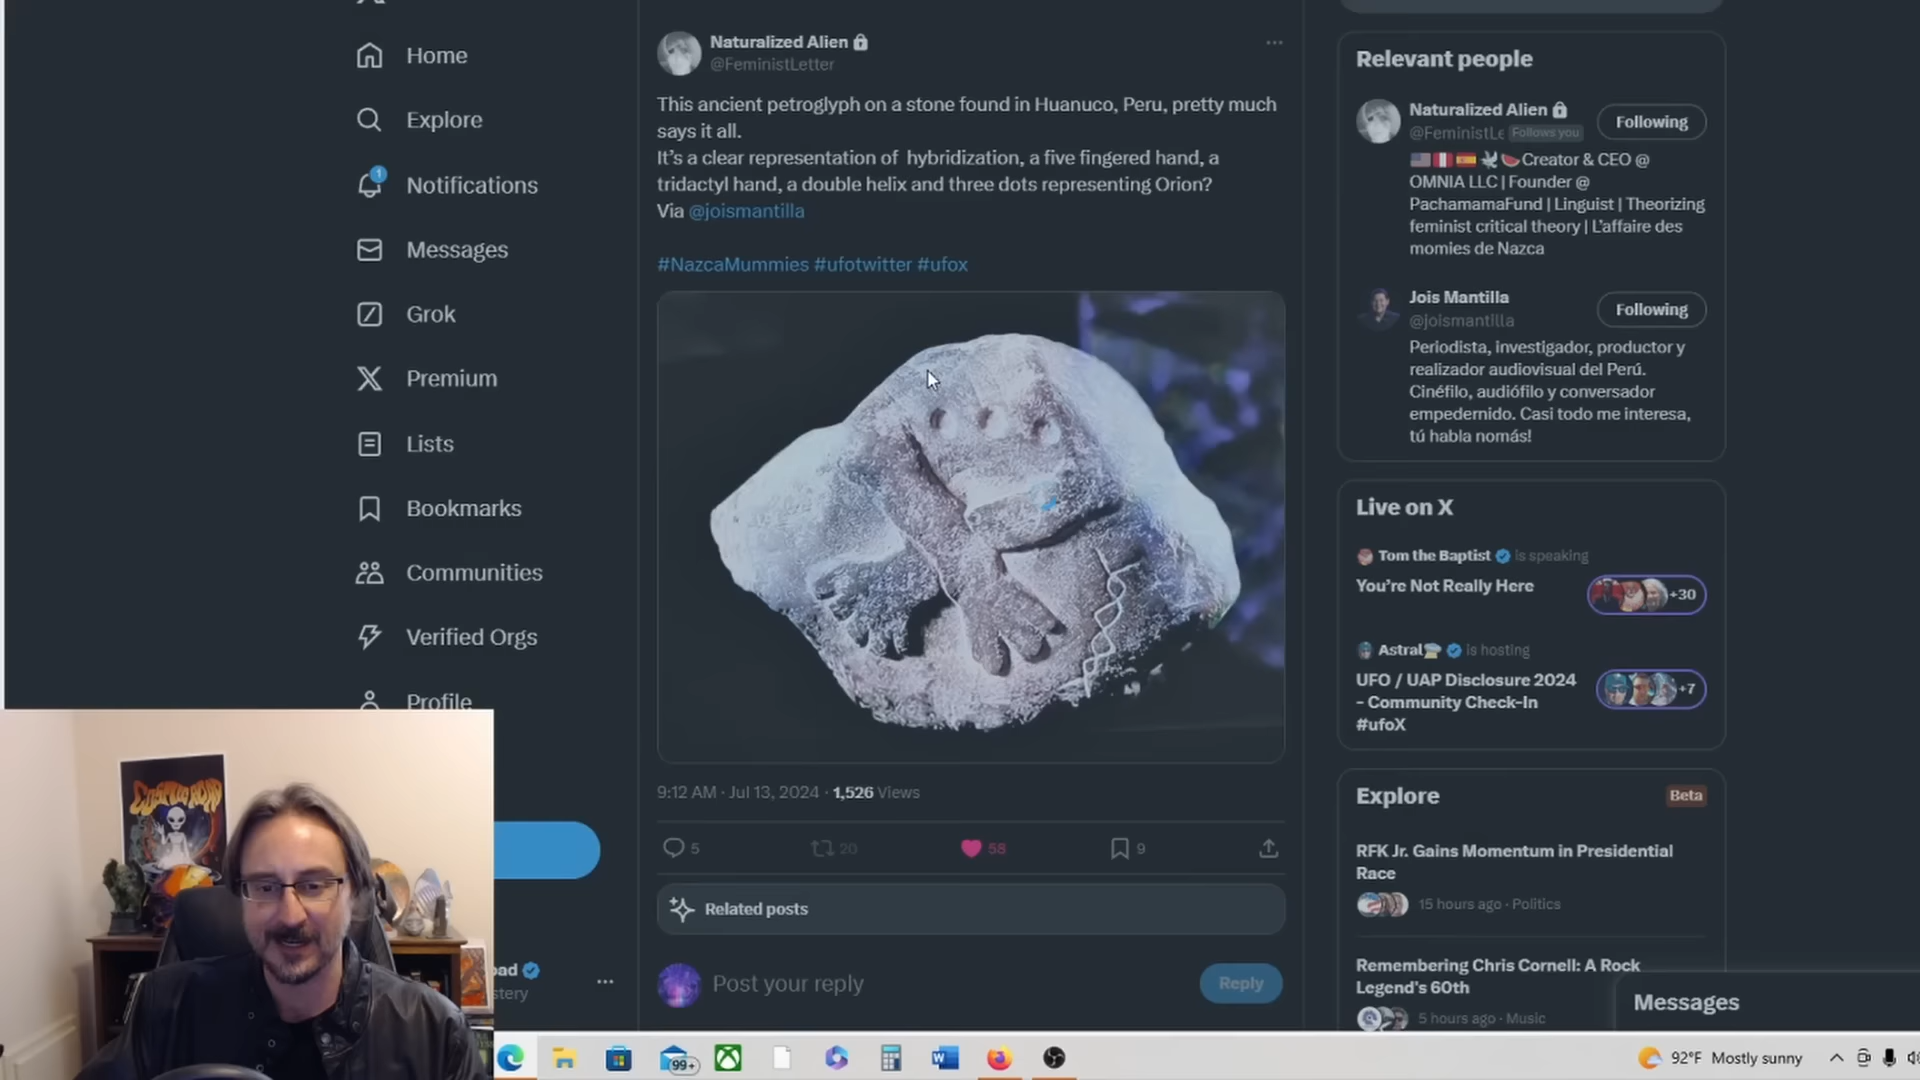 Home
Explore
1
Notifications
Messages
Grok
Premium
Lists
Bookmarks
Communities
Verified Orgs
Profile
Naturalized Alien
@FeministLetter
This ancient petroglyph on a stone found in Huanuco, Peru, pretty much
says it all.
It's a clear representation of hybridization, a five fingered hand, a
tridactyl hand, a double helix and three dots representing Orion?
Via @joismantilla
#NazcaMummies #ufotwitter #ufox
9:12 AM · Jul 13, 2024 · 1,526 Views
5
20
58
9
Related posts
Post your reply
Reply
Relevant people
Naturalized Alien
@FeministLe Follows you
Following
Creator & CEO @
OMNIA LLC | Founder @
PachamamaFund | Linguist | Theorizing
feminist critical theory | L'affaire des
momies de Nazca
Jois Mantilla
@joismantilla
Following
Periodista, investigador, productor y
realizador audiovisual del Perú.
Cinéfilo, audiófilo y conversador
empedernido. Casi todo me interesa,
tú habla nomás!
Live on X
Tom the Baptist is speaking
You're Not Really Here
+30
Astral is hosting
UFO / UAP Disclosure 2024
- Community Check-In
#ufoX
+7
Explore
Beta
RFK Jr. Gains Momentum in Presidential
Race
15 hours ago · Politics
Remembering Chris Cornell: A Rock
Legend's 60th
5 hours ago · Music
Messages
99+
92°F Mostly sunny